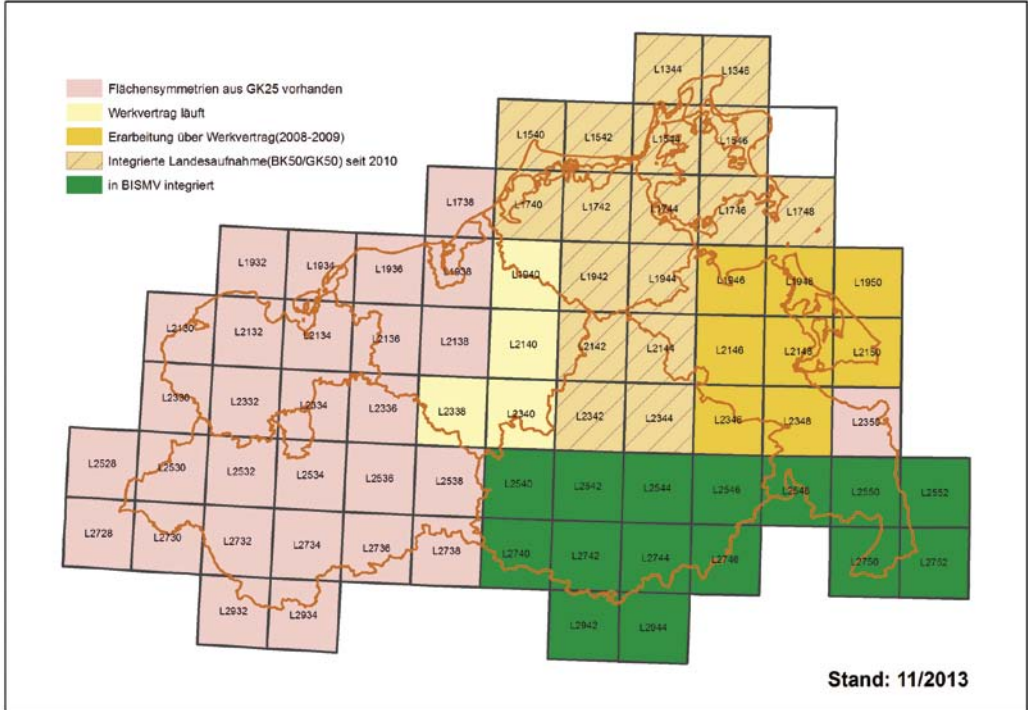 L1344 L1346
Flächensymmetrien aus GK25 vorhanden
Werkvertrag läuft
Erarbeitung über Werkvertrag(2008-2009)
Integrierte Landesaufnahme(BK50/GK50) seit 2010
in BISMV integriert
L1540 L1542 L1544 L1546
L1738 L1740 L1742 L1744 L1746 L1748
L1932 L1934 L1936 L1938 L1940 L1942 L1944 L1946 L1948 L1950
L2130 L2132 L2134 L2136 L2138 L2140 L2142 L2144 L2146 L2148 L2150
L2330 L2332 L2334 L2336 L2338 L2340 L2342 L2344 L2346 L2348 L2350
L2528 L2530 L2532 L2534 L2536 L2538 L2540 L2542 L2544 L2546 L2548 L2550 L2552
L2728 L2730 L2732 L2734 L2736 L2738 L2740 L2742 L2744 L2746 L2750 L2752
L2932 L2934 L2942 L2944
Stand: 11/2013